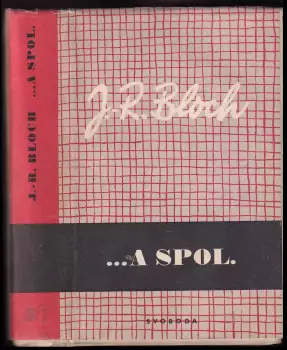 J.-R. BLOCH ...A SPOL.
J.-R. Bloch
...A SPOL.
SVOBODA